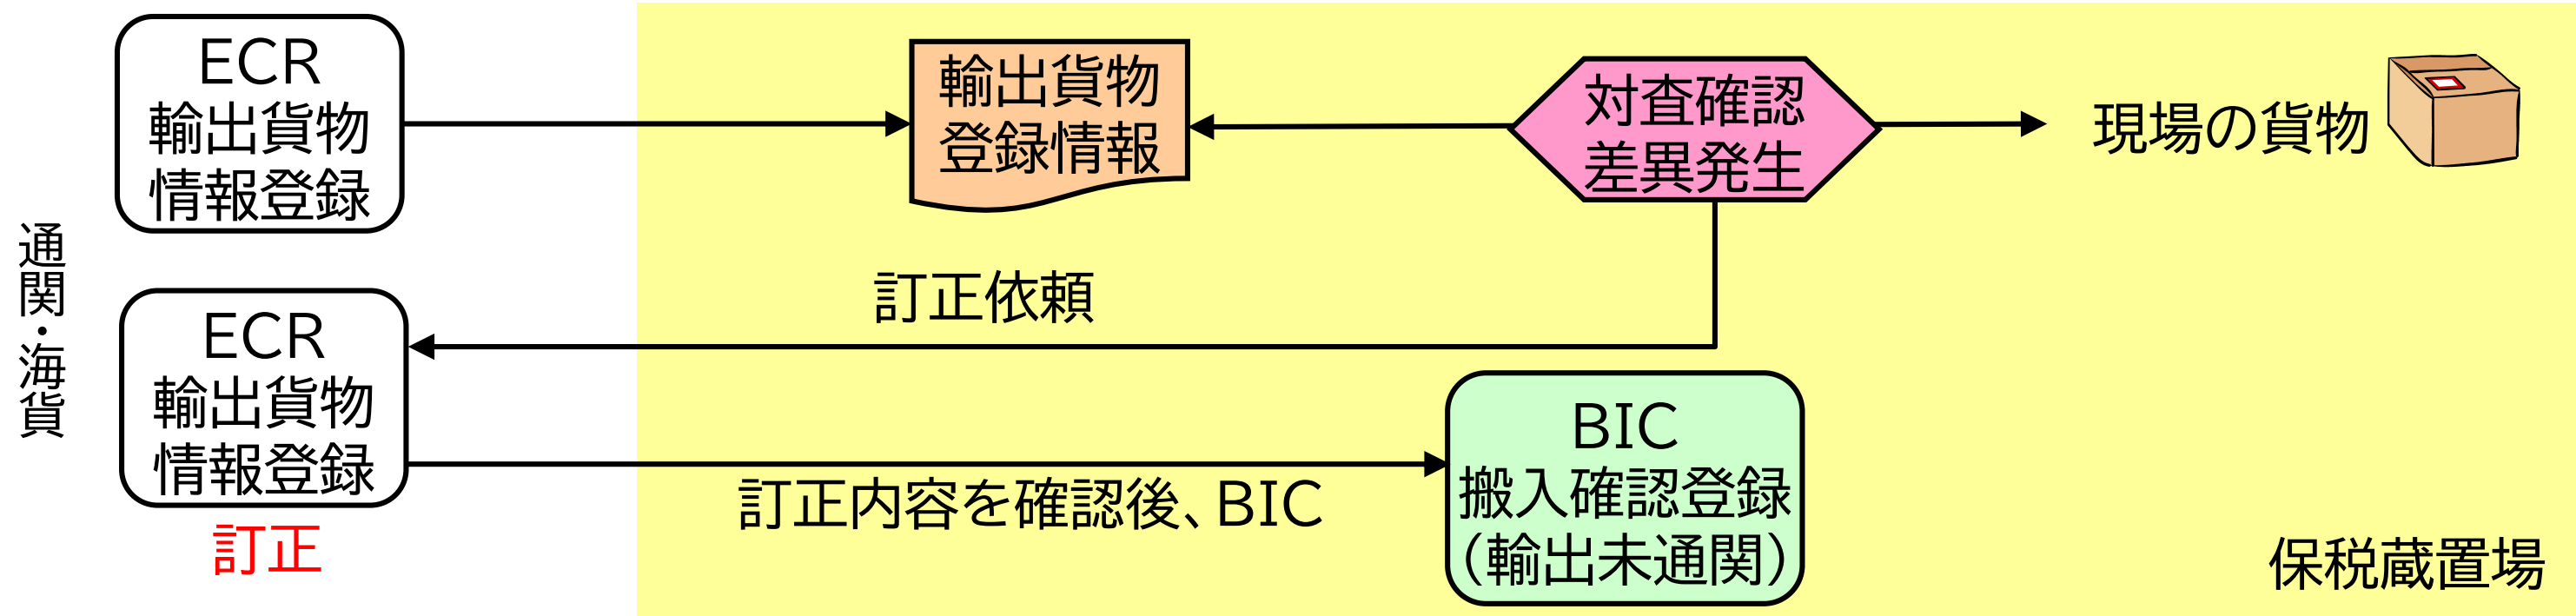 ECR
輸出貨物
情報登録
輸出貨物
登録情報
対査確認
差異発生
現場の貨物
通関・海貨
訂正依頼
ECR
輸出貨物
情報登録
訂正
訂正内容を確認後、BIC
BIC
搬入確認登録
（輸出未通関）
保税蔵置場